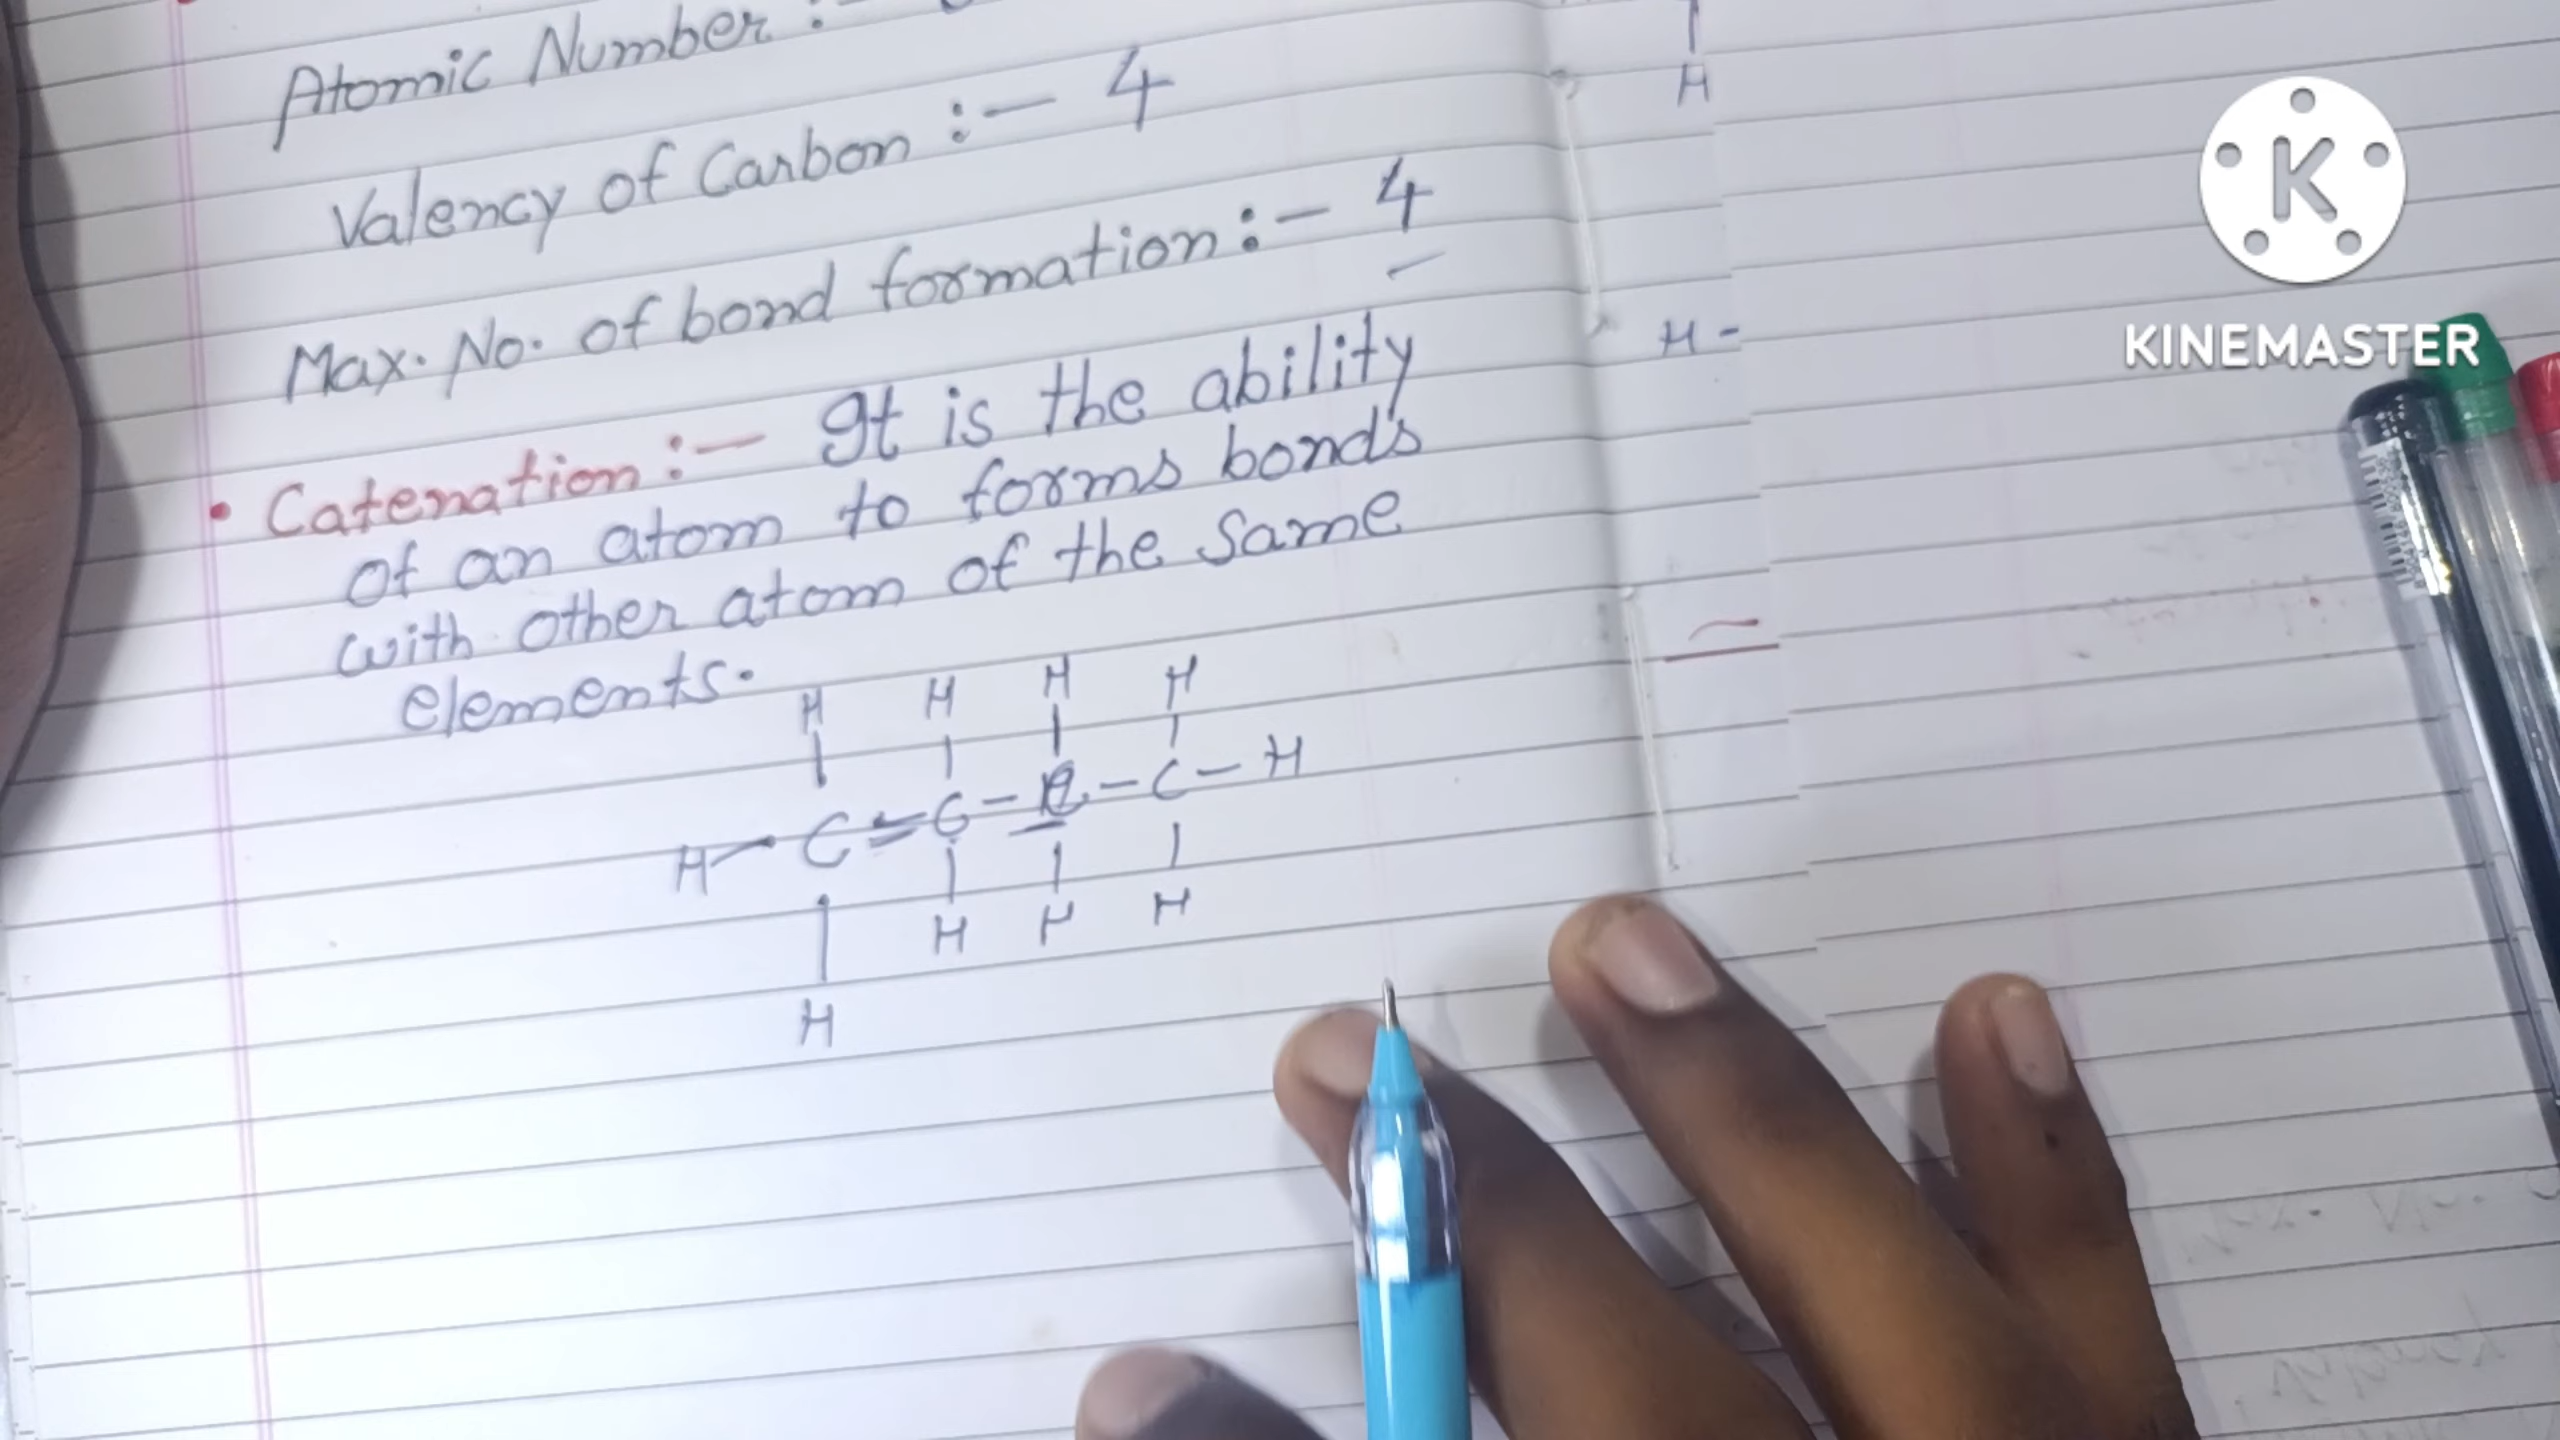 Atomic Number :-
Valency of Carbon :- 4
Max. No. of bond formation :- 4
• Catenation :- It is the ability
of an atom to forms bonds
with other atom of the same
elements.
H H H H
H - C = C - C - C - H
H H H H
H
H -
KINEMASTER